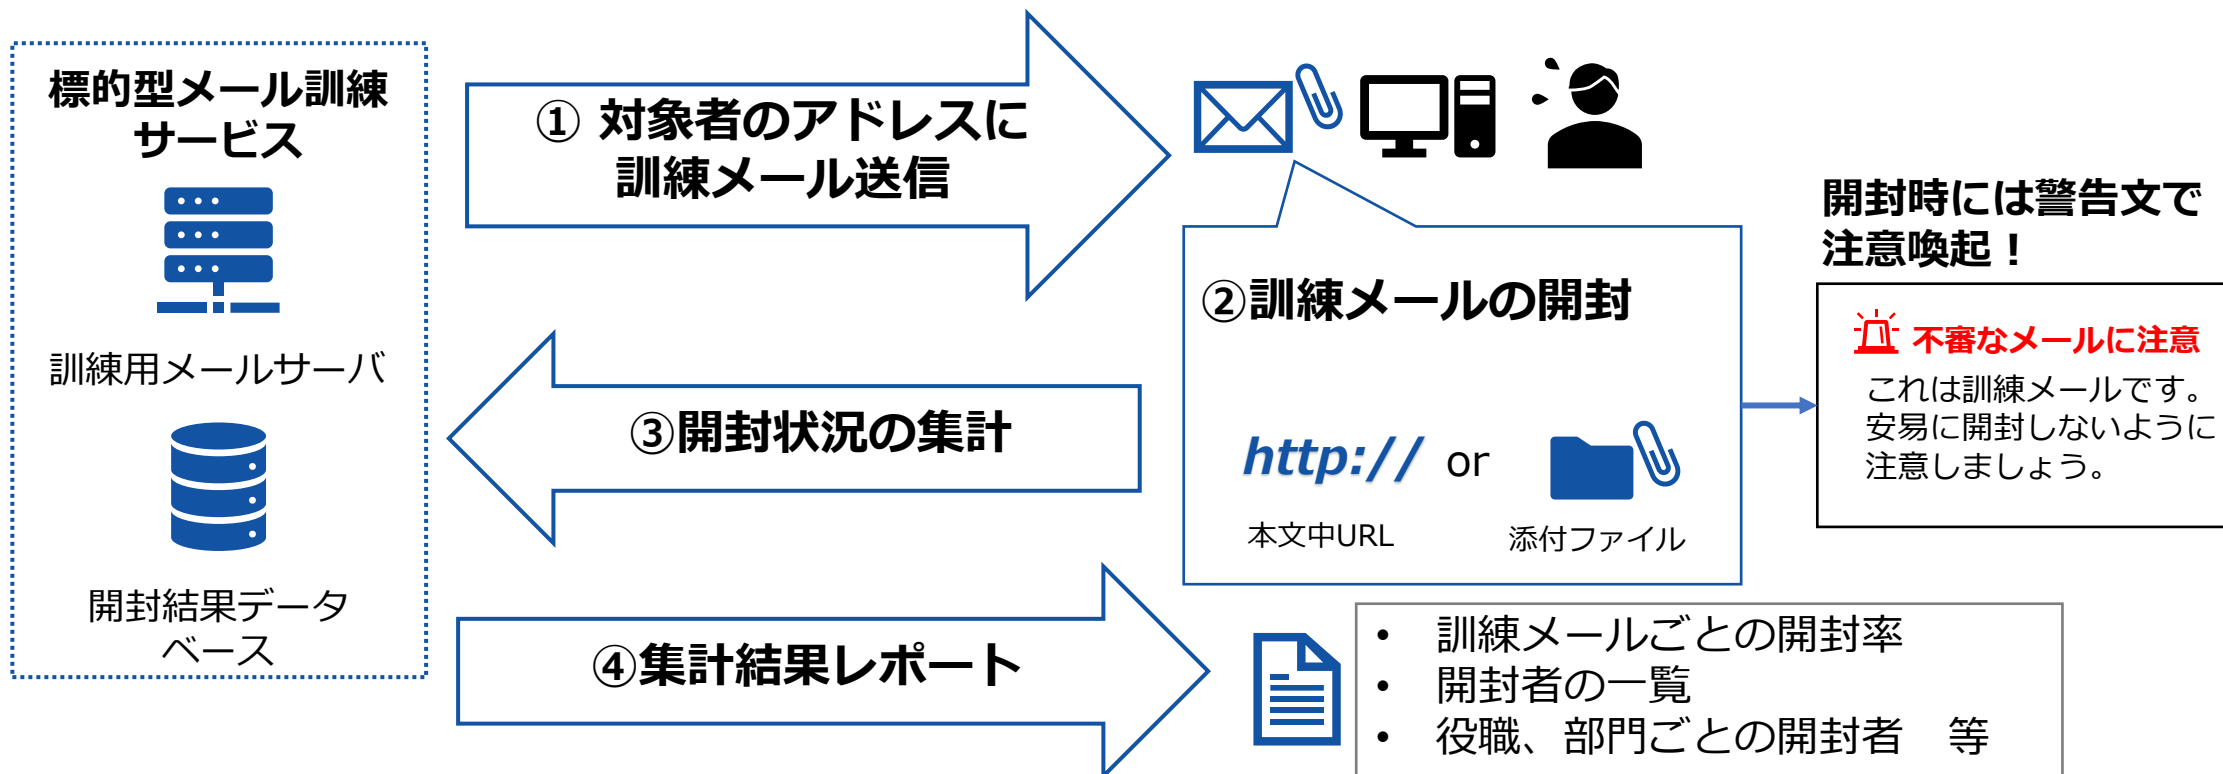 標的型メール訓練
サービス
訓練用メールサーバ
開封結果データ
ベース
① 対象者のアドレスに
訓練メール送信
②訓練メールの開封
http:// or
本文中URL
添付ファイル
開封時には警告文で
注意喚起！
不審なメールに注意
これは訓練メールです。
安易に開封しないように
注意しましょう。
③開封状況の集計
④集計結果レポート
• 訓練メールごとの開封率
• 開封者の一覧
• 役職、部門ごとの開封者　等